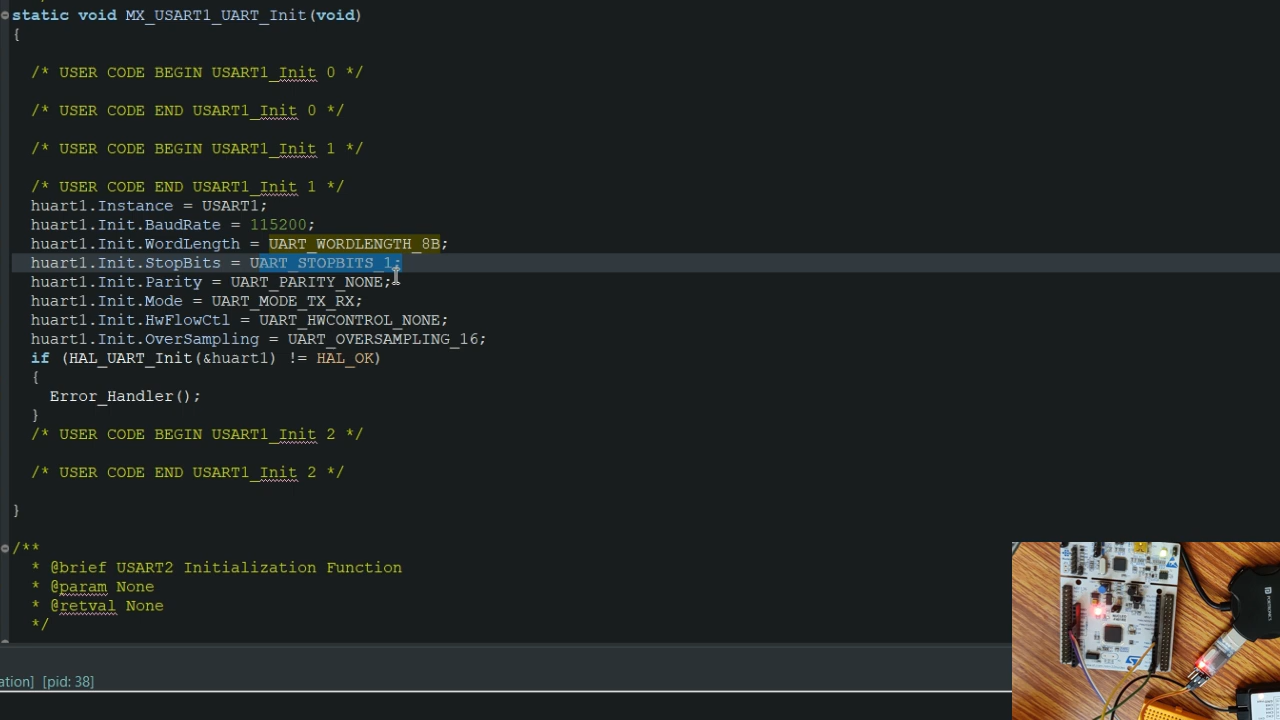 static void MX_USART1_UART_Init(void)
{
/* USER CODE BEGIN USART1_Init 0 */
/* USER CODE END USART1_Init 0 */
/* USER CODE BEGIN USART1_Init 1 */
/* USER CODE END USART1_Init 1 */
huart1.Instance = USART1;
huart1.Init.BaudRate = 115200;
huart1.Init.WordLength = UART_WORDLENGTH_8B;
huart1.Init.StopBits = UART_STOPBITS_1;
huart1.Init.Parity = UART_PARITY_NONE;
huart1.Init.Mode = UART_MODE_TX_RX;
huart1.Init.HwFlowCtl = UART_HWCONTROL_NONE;
huart1.Init.OverSampling = UART_OVERSAMPLING_16;
if (HAL_UART_Init(&huart1) != HAL_OK)
{
Error_Handler();
}
/* USER CODE BEGIN USART1_Init 2 */
/* USER CODE END USART1_Init 2 */
}
/**
* @brief USART2 Initialization Function
* @param None
* @retval None
*/
ation] [pid: 38]